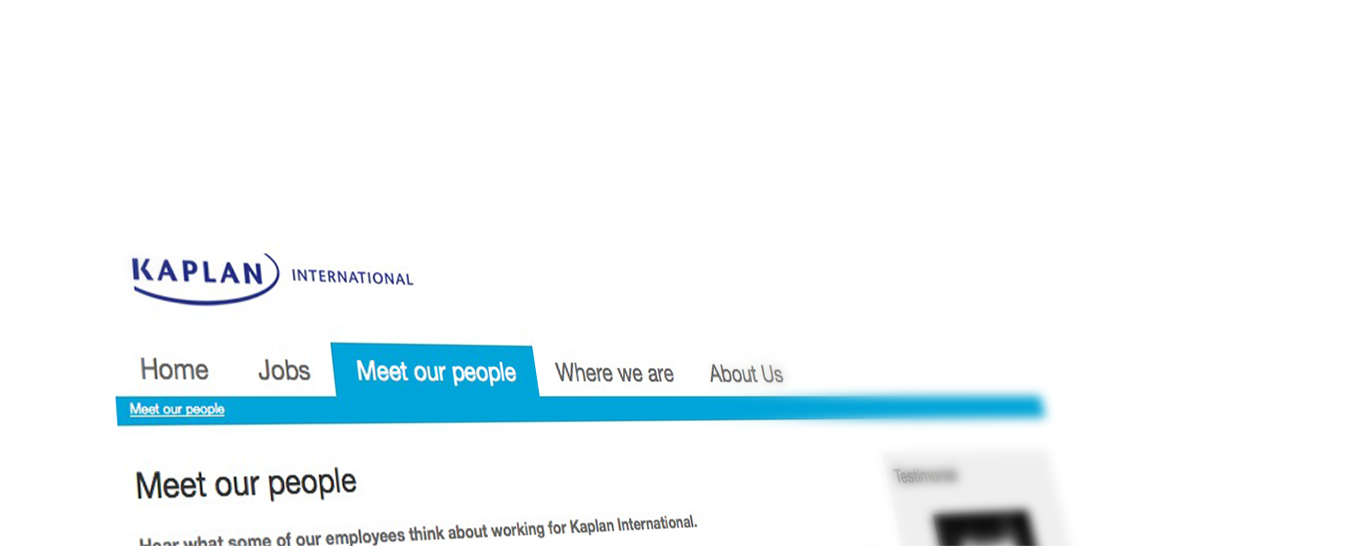 KAPLAN INTERNATIONAL
Home Jobs Meet our people Where we are About Us
Meet our people
Meet our people
Hear what some of our employees think about working for Kaplan International.